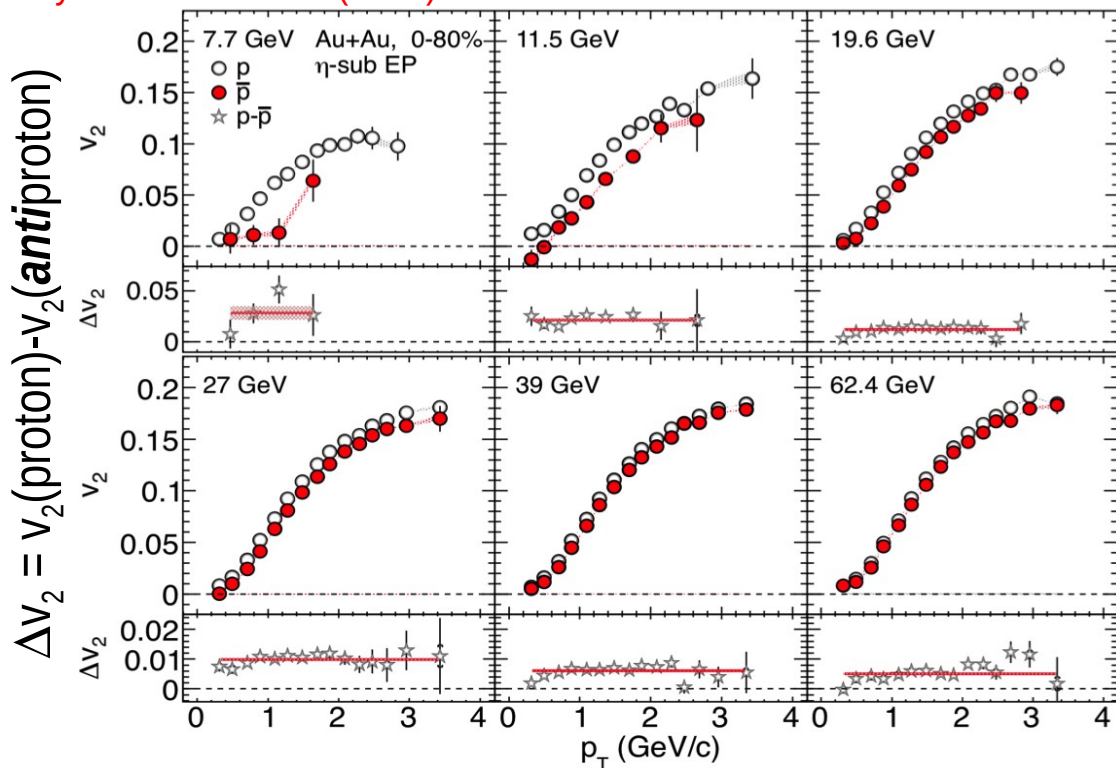 Δv₂ = v₂(proton)-v₂(antiproton)
7.7 GeV Au+Au, 0-80%
η-sub EP
p
p̅
p-p̅
11.5 GeV
19.6 GeV
v₂
0.2
0.15
0.1
0.05
0
Δv₂
0.05
0
27 GeV
39 GeV
62.4 GeV
v₂
0.2
0.15
0.1
0.05
0
Δv₂
0.02
0.01
0
0 1 2 3 4 0 1 2 3 4 0 1 2 3 4
p_T (GeV/c)